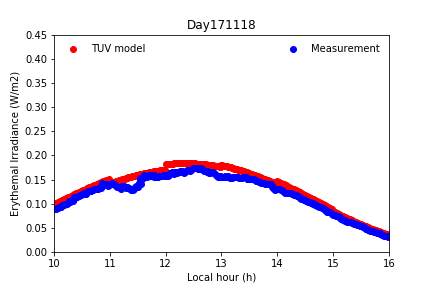 Day171118
TUV model
Measurement
Erythemal Irradiance (W/m2)
0.45
0.40
0.35
0.30
0.25
0.20
0.15
0.10
0.05
0.00
10 11 12 13 14 15 16
Local hour (h)